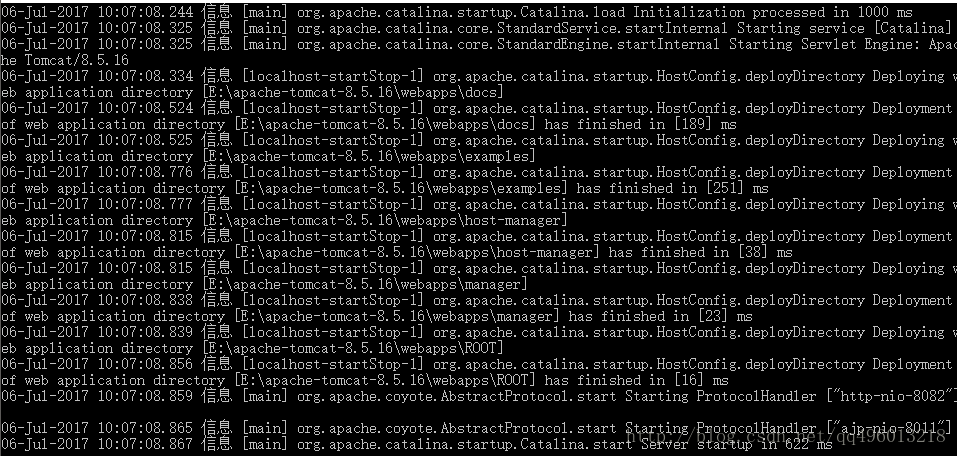 06-Jul-2017 10:07:08.244 信息 [main] org.apache.catalina.startup.Catalina.load Initialization processed in 1000 ms
06-Jul-2017 10:07:08.325 信息 [main] org.apache.catalina.core.StandardService.startInternal Starting service [Catalina]
06-Jul-2017 10:07:08.325 信息 [main] org.apache.catalina.core.StandardEngine.startInternal Starting Servlet Engine: Apac
he Tomcat/8.5.16
06-Jul-2017 10:07:08.334 信息 [localhost-startStop-1] org.apache.catalina.startup.HostConfig.deployDirectory Deploying w
eb application directory [E:\apache-tomcat-8.5.16\webapps\docs]
06-Jul-2017 10:07:08.524 信息 [localhost-startStop-1] org.apache.catalina.startup.HostConfig.deployDirectory Deployment
of web application directory [E:\apache-tomcat-8.5.16\webapps\docs] has finished in [189] ms
06-Jul-2017 10:07:08.525 信息 [localhost-startStop-1] org.apache.catalina.startup.HostConfig.deployDirectory Deploying w
eb application directory [E:\apache-tomcat-8.5.16\webapps\examples]
06-Jul-2017 10:07:08.776 信息 [localhost-startStop-1] org.apache.catalina.startup.HostConfig.deployDirectory Deployment
of web application directory [E:\apache-tomcat-8.5.16\webapps\examples] has finished in [251] ms
06-Jul-2017 10:07:08.777 信息 [localhost-startStop-1] org.apache.catalina.startup.HostConfig.deployDirectory Deploying w
eb application directory [E:\apache-tomcat-8.5.16\webapps\host-manager]
06-Jul-2017 10:07:08.815 信息 [localhost-startStop-1] org.apache.catalina.startup.HostConfig.deployDirectory Deployment
of web application directory [E:\apache-tomcat-8.5.16\webapps\host-manager] has finished in [38] ms
06-Jul-2017 10:07:08.815 信息 [localhost-startStop-1] org.apache.catalina.startup.HostConfig.deployDirectory Deploying w
eb application directory [E:\apache-tomcat-8.5.16\webapps\manager]
06-Jul-2017 10:07:08.838 信息 [localhost-startStop-1] org.apache.catalina.startup.HostConfig.deployDirectory Deployment
of web application directory [E:\apache-tomcat-8.5.16\webapps\manager] has finished in [23] ms
06-Jul-2017 10:07:08.839 信息 [localhost-startStop-1] org.apache.catalina.startup.HostConfig.deployDirectory Deploying w
eb application directory [E:\apache-tomcat-8.5.16\webapps\ROOT]
06-Jul-2017 10:07:08.856 信息 [localhost-startStop-1] org.apache.catalina.startup.HostConfig.deployDirectory Deployment
of web application directory [E:\apache-tomcat-8.5.16\webapps\ROOT] has finished in [16] ms
06-Jul-2017 10:07:08.859 信息 [main] org.apache.coyote.AbstractProtocol.start Starting ProtocolHandler ["http-nio-8082"]
06-Jul-2017 10:07:08.865 信息 [main] org.apache.coyote.AbstractProtocol.start Starting ProtocolHandler ["ajp-nio-8011"]
06-Jul-2017 10:07:08.867 信息 [main] org.apache.catalina.startup.Catalina.start Server startup in 622 ms
http://blog.csdn.net/qq496013218